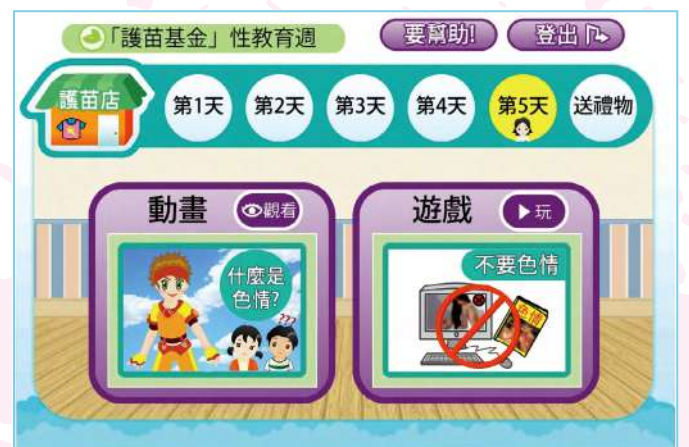 「護苗基金」性教育週
要幫助!
登出
護苗店
第1天
第2天
第3天
第4天
第5天
送禮物
動畫
觀看
遊戲
玩
什麼是
色情?
???
不要色情
色情